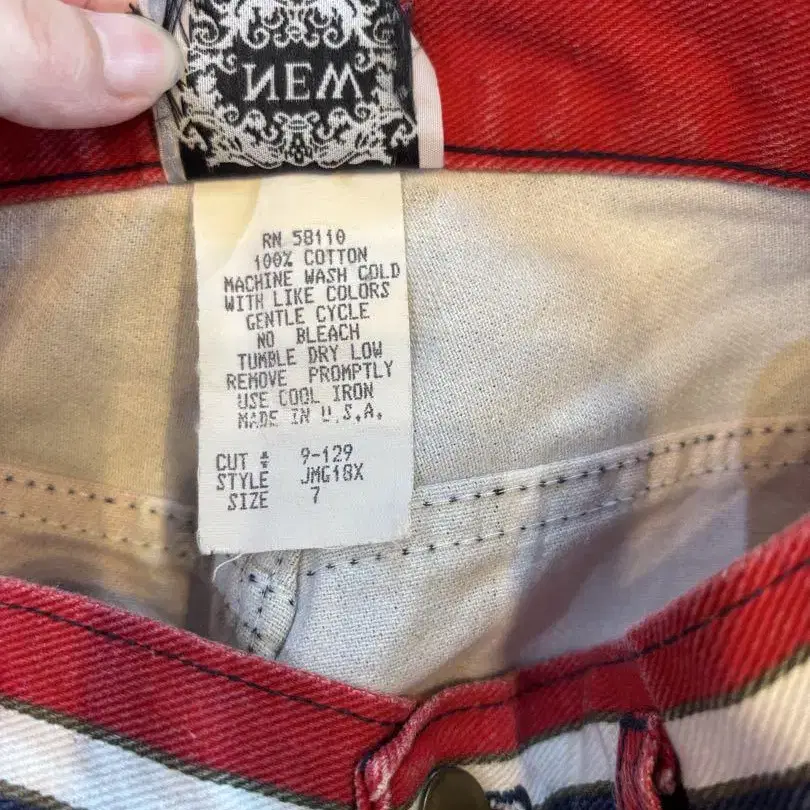 NEW
RN 58110
100% COTTON
MACHINE WASH COLD
WITH LIKE COLORS
GENTLE CYCLE
NO BLEACH
TUMBLE DRY LOW
REMOVE PROMPTLY
USE COOL IRON
MADE IN U.S.A.
CUT # 9-129
STYLE JMG18X
SIZE 7